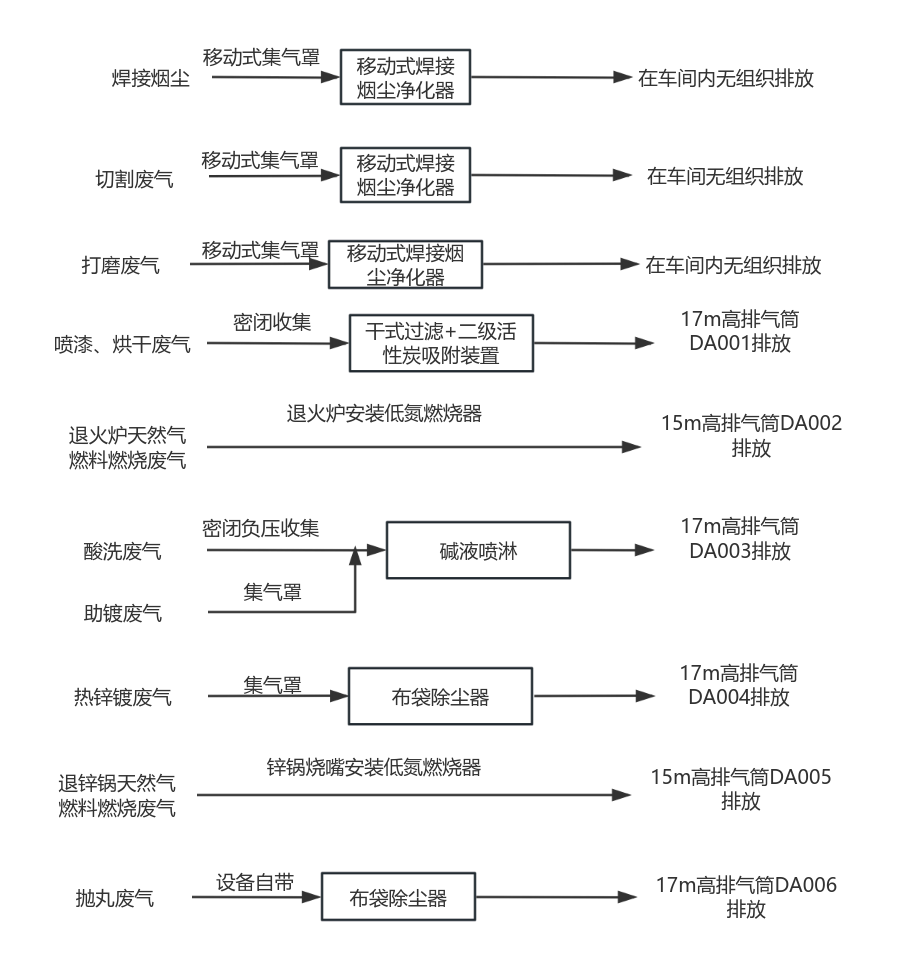 移动式集气罩
焊接烟尘
移动式焊接
烟尘净化器
在车间内无组织排放
移动式集气罩
切割废气
移动式焊接
烟尘净化器
在车间无组织排放
移动式集气罩
打磨废气
移动式焊接烟
尘净化器
在车间内无组织排放
密闭收集
喷漆、烘干废气
干式过滤+二级活
性炭吸附装置
17m高排气筒
DA001排放
退火炉安装低氮燃烧器
退火炉天然气
燃料燃烧废气
15m高排气筒DA002
排放
密闭负压收集
酸洗废气
碱液喷淋
17m高排气筒
DA003排放
集气罩
助镀废气
集气罩
热锌镀废气
布袋除尘器
17m高排气筒
DA004排放
锌锅烧嘴安装低氮燃烧器
退锌锅天然气
燃料燃烧废气
15m高排气筒DA005
排放
设备自带
抛丸废气
布袋除尘器
17m高排气筒DA006
排放